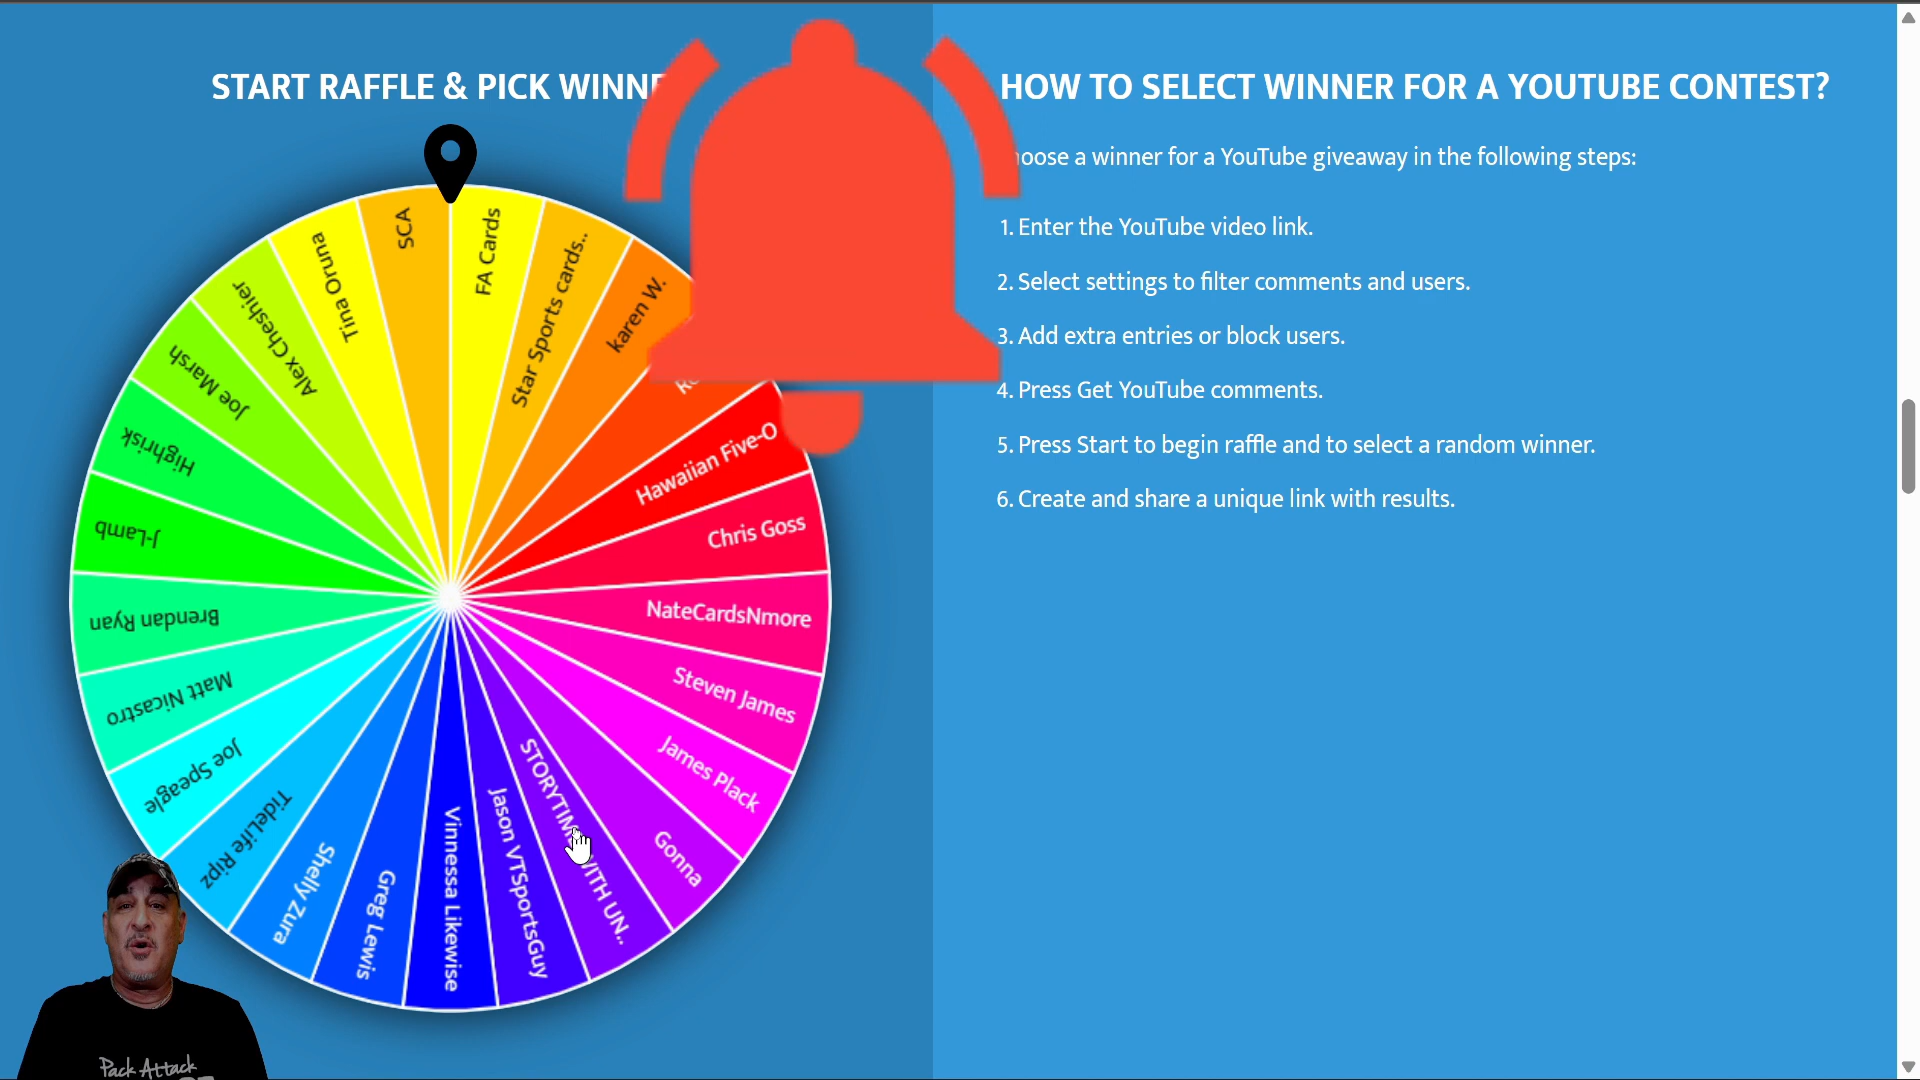 START RAFFLE & PICK WINNE
SCA
FA Cards
Star Sports cards..
karen W.
Hawaiian Five-O
Chris Goss
NateCardsNmore
Steven James
James Plack
Gonna
STORYTIM WITH UN..
Jason VTSportsGuy
Vinnessa Likewise
Greg Lewis
Shelly Zura
TideLife Ripz
Joe Speagle
Matt Nicastro
Brendan Ryan
J-Lamb
Highrisk
Joe Marsh
Alex Cheshier
Tina Oruna
Pack Attack
HOW TO SELECT WINNER FOR A YOUTUBE CONTEST?
oose a winner for a YouTube giveaway in the following steps:
1. Enter the YouTube video link.
2. Select settings to filter comments and users.
3. Add extra entries or block users.
4. Press Get YouTube comments.
5. Press Start to begin raffle and to select a random winner.
6. Create and share a unique link with results.